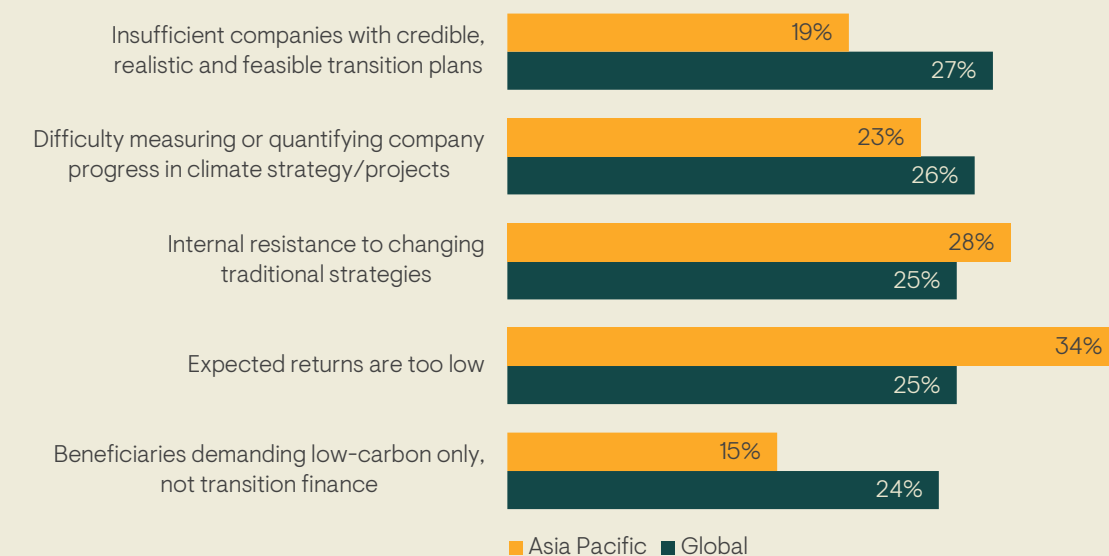 Insufficient companies with credible,
realistic and feasible transition plans
19%
27%
Difficulty measuring or quantifying company
progress in climate strategy/projects
23%
26%
Internal resistance to changing
traditional strategies
28%
25%
Expected returns are too low
34%
25%
Beneficiaries demanding low-carbon only,
not transition finance
15%
24%
Asia Pacific Global